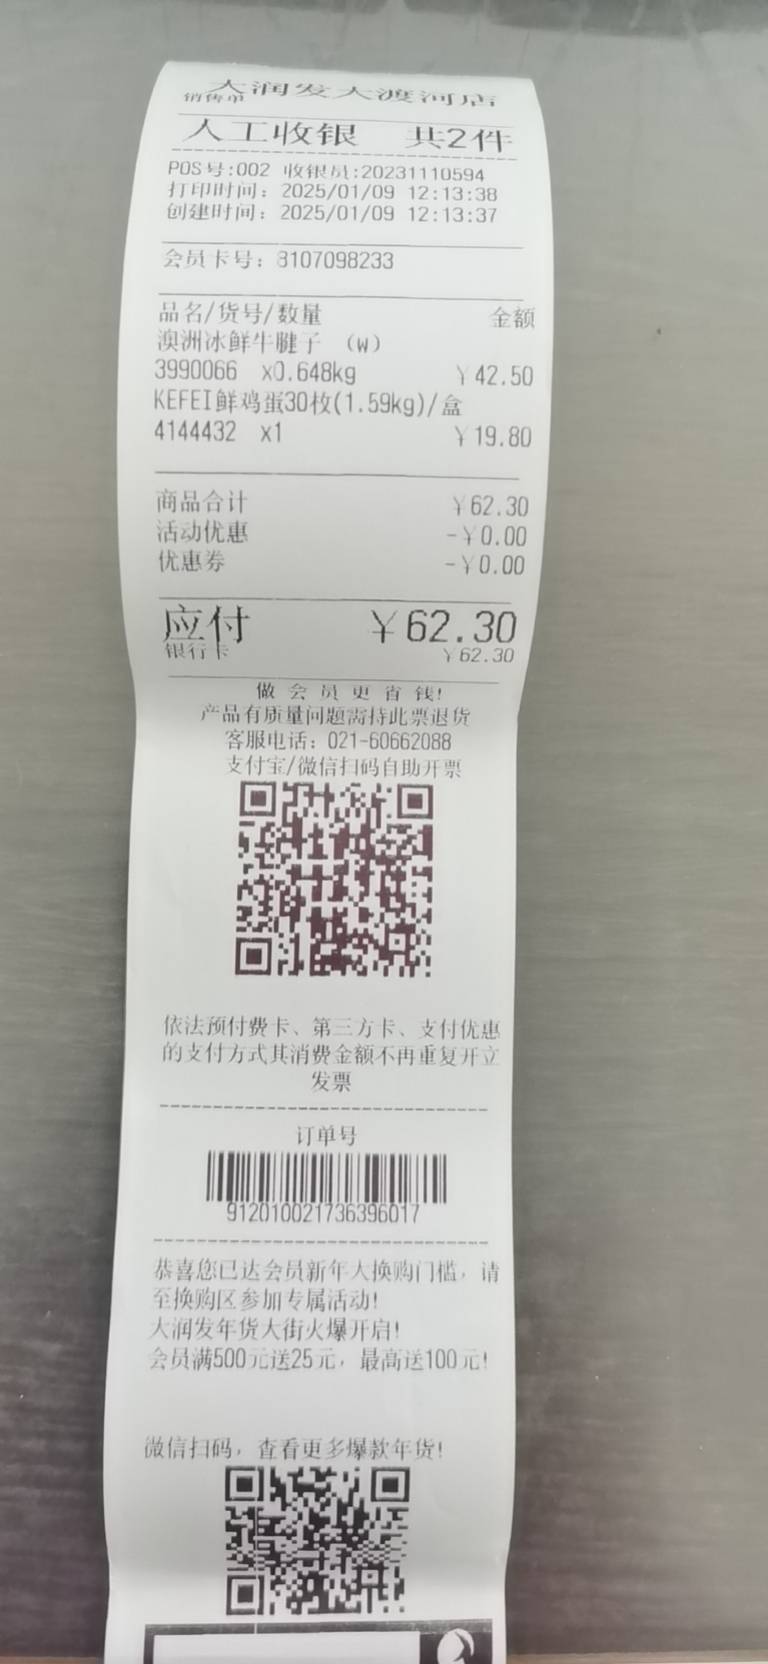 大润发大渡河店
销售单
人工收银 共2件
POS号:002 收银员:20231110594
打印时间：2025/01/09 12:13:38
创建时间：2025/01/09 12:13:37
会员卡号：8107098233
品名/货号/数量 金额
澳洲冰鲜牛腱子 （W）
3990066 x0.648kg ￥42.50
KEFEI鲜鸡蛋30枚(1.59kg)/盒
4144432 x1 ￥19.80
商品合计 ￥62.30
活动优惠 -￥0.00
优惠券 -￥0.00
应付 ￥62.30
银行卡 ￥62.30
做会员更省钱!
产品有质量问题需持此票退货
客服电话：021-60662088
支付宝/微信扫码自助开票
依法预付费卡、第三方卡、支付优惠
的支付方式其消费金额不再重复开立
发票
订单号
912010021736396017
恭喜您已达会员新年大换购门槛，请
至换购区参加专属活动!
大润发年货大街火爆开启!
会员满500元送25元，最高送100元!
微信扫码，查看更多爆款年货!